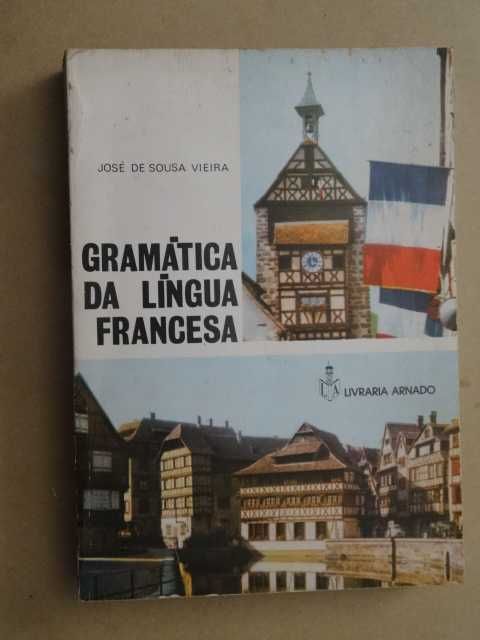 JOSÉ DE SOUSA VIEIRA
GRAMÁTICA
DA LÍNGUA
FRANCESA
LIVRARIA ARNADO